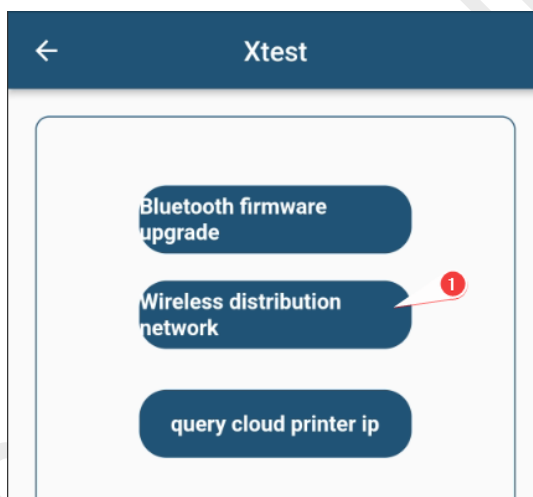 Xtest
Bluetooth firmware
upgrade
Wireless distribution
network
1
query cloud printer ip